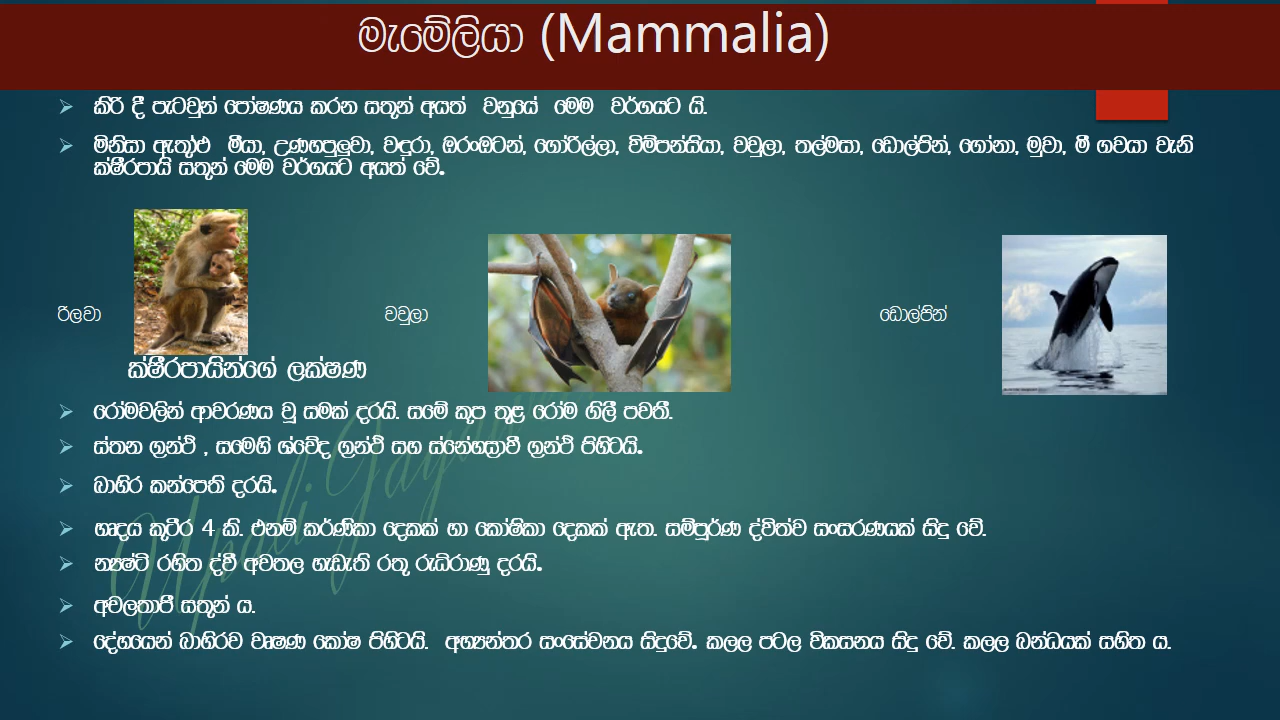 මැමේලියා (Mammalia)
කිරි දී පැටවුන් පෝෂණය කරන සතුන් අයත් වනුයේ මෙම වර්ගයට යි.
මිනිසා ඇතුළු මීයා, උණහපුලුවා, වඳුරා, ඔරංඔටන්, ගෝරිල්ලා, චිම්පන්සියා, වවුලා, තල්මසා, ඩොල්පින්, ගෝනා, මුවා, මී ගවයා වැනි
ක්ෂීරපායි සතුන් මෙම වර්ගයට අයත් වේ.
රිලවා
වවුලා
ඩොල්පින්
ක්ෂීරපායින්ගේ ලක්ෂණ
රෝමවලින් ආවරණය වූ සමක් දරයි. සමේ කූප තුළ රෝම ගිලී පවතී.
ස්තන ග්‍රන්ථි , සමෙහි ශ්වේද ග්‍රන්ථි සහ ස්නේහස්‍රාවී ග්‍රන්ථි පිහිටයි.
බාහිර කන්පෙති දරයි.
හෘදය කුටීර 4 කි. එනම් කර්ණිකා දෙකක් හා කෝෂිකා දෙකක් ඇත. සම්පූර්ණ ද්විත්ව සංසරණයක් සිදු වේ.
න්‍යෂ්ටි රහිත ද්වී අවතල හැඩැති රතු රුධිරාණු දරයි.
අචලතාපී සතුන් ය.
දේහයෙන් බාහිරව වෘෂණ කෝෂ පිහිටයි. අභ්‍යන්තර සංසේචනය සිදුවේ. කලල පටල විකසනය සිදු වේ. කලල බන්ධයක් සහිත ය.